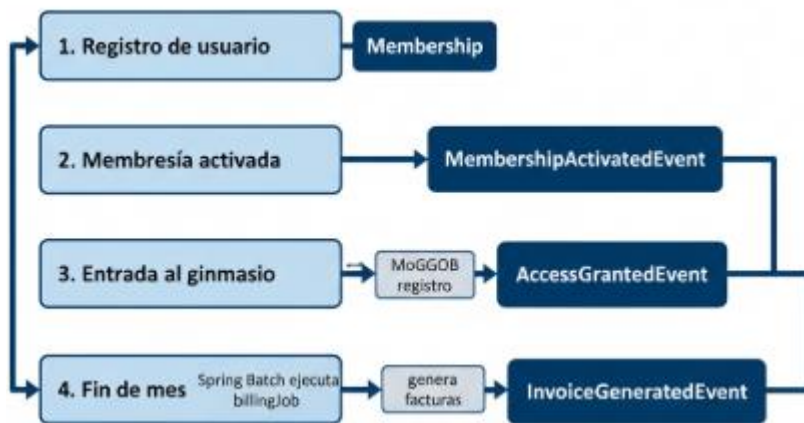 1. Registro de usuario
Membership
2. Membresía activada
MembershipActivatedEvent
3. Entrada al ginmasio
MoGGOB
registro
AccessGrantedEvent
4. Fin de mes
Spring Batch ejecuta
billingJob
genera
facturas
InvoiceGeneratedEvent